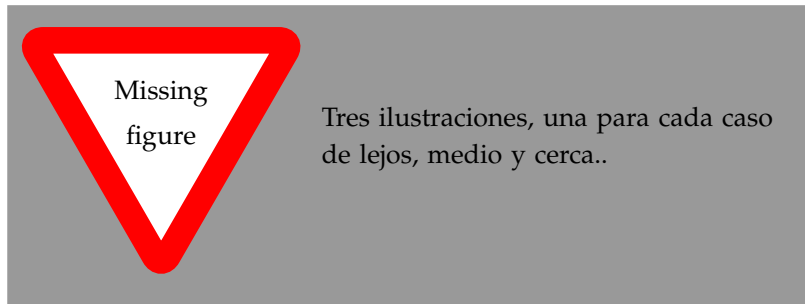 Missing
figure
Tres ilustraciones, una para cada caso
de lejos, medio y cerca..